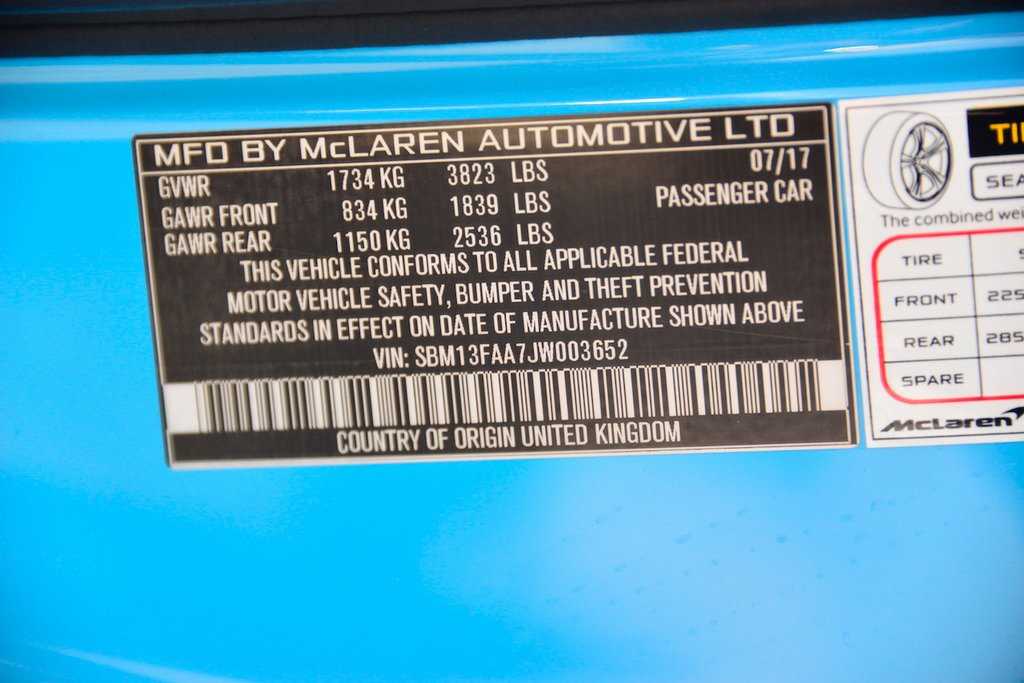 MFD BY McLAREN AUTOMOTIVE LTD
GVWR 1734 KG 3823 LBS 07/17
GAWR FRONT 834 KG 1839 LBS PASSENGER CAR
GAWR REAR 1150 KG 2536 LBS
THIS VEHICLE CONFORMS TO ALL APPLICABLE FEDERAL
MOTOR VEHICLE SAFETY, BUMPER AND THEFT PREVENTION
STANDARDS IN EFFECT ON DATE OF MANUFACTURE SHOWN ABOVE
VIN: SBM13FAA7JW003652
COUNTRY OF ORIGIN UNITED KINGDOM
The combined
TIRE
FRONT 225
REAR 285
SPARE
McLaren